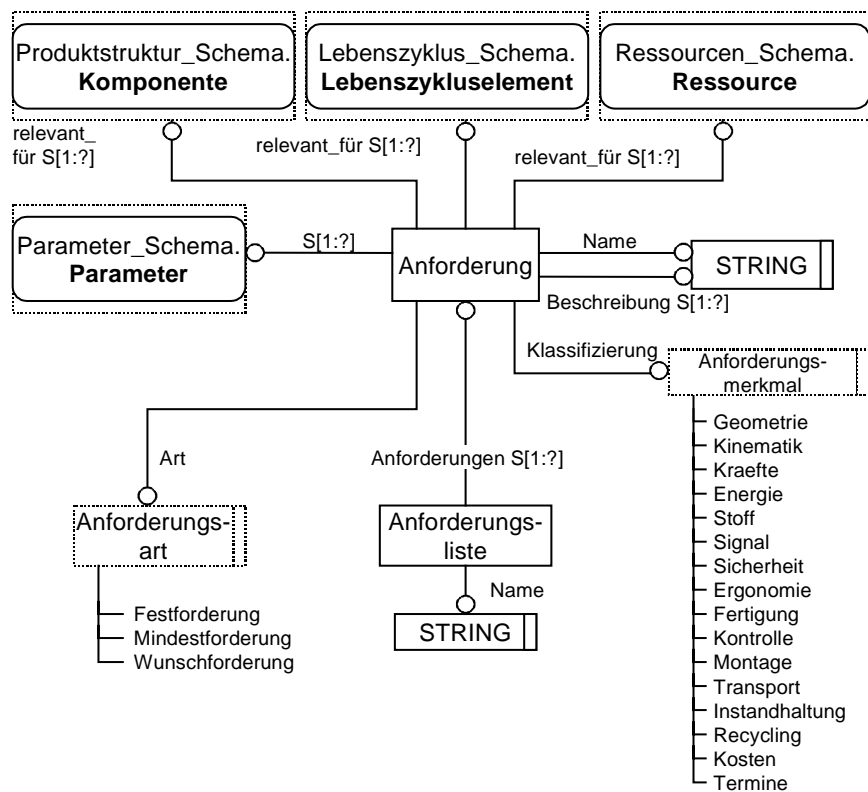 Produktstruktur_Schema.
Komponente
Lebenszyklus_Schema.
Lebenszykluselement
Ressourcen_Schema.
Ressource
relevant_
für S[1:?]
relevant_für S[1:?]
relevant_für S[1:?]
Parameter_Schema.
Parameter
S[1:?]
Anforderung
Name
STRING
Beschreibung S[1:?]
Klassifizierung
Anforderungs-
merkmal
Geometrie
Kinematik
Kraefte
Energie
Stoff
Signal
Sicherheit
Ergonomie
Fertigung
Kontrolle
Montage
Transport
Instandhaltung
Recycling
Kosten
Termine
Art
Anforderungs-
art
Festforderung
Mindestforderung
Wunschforderung
Anforderungen S[1:?]
Anforderungs-
liste
Name
STRING